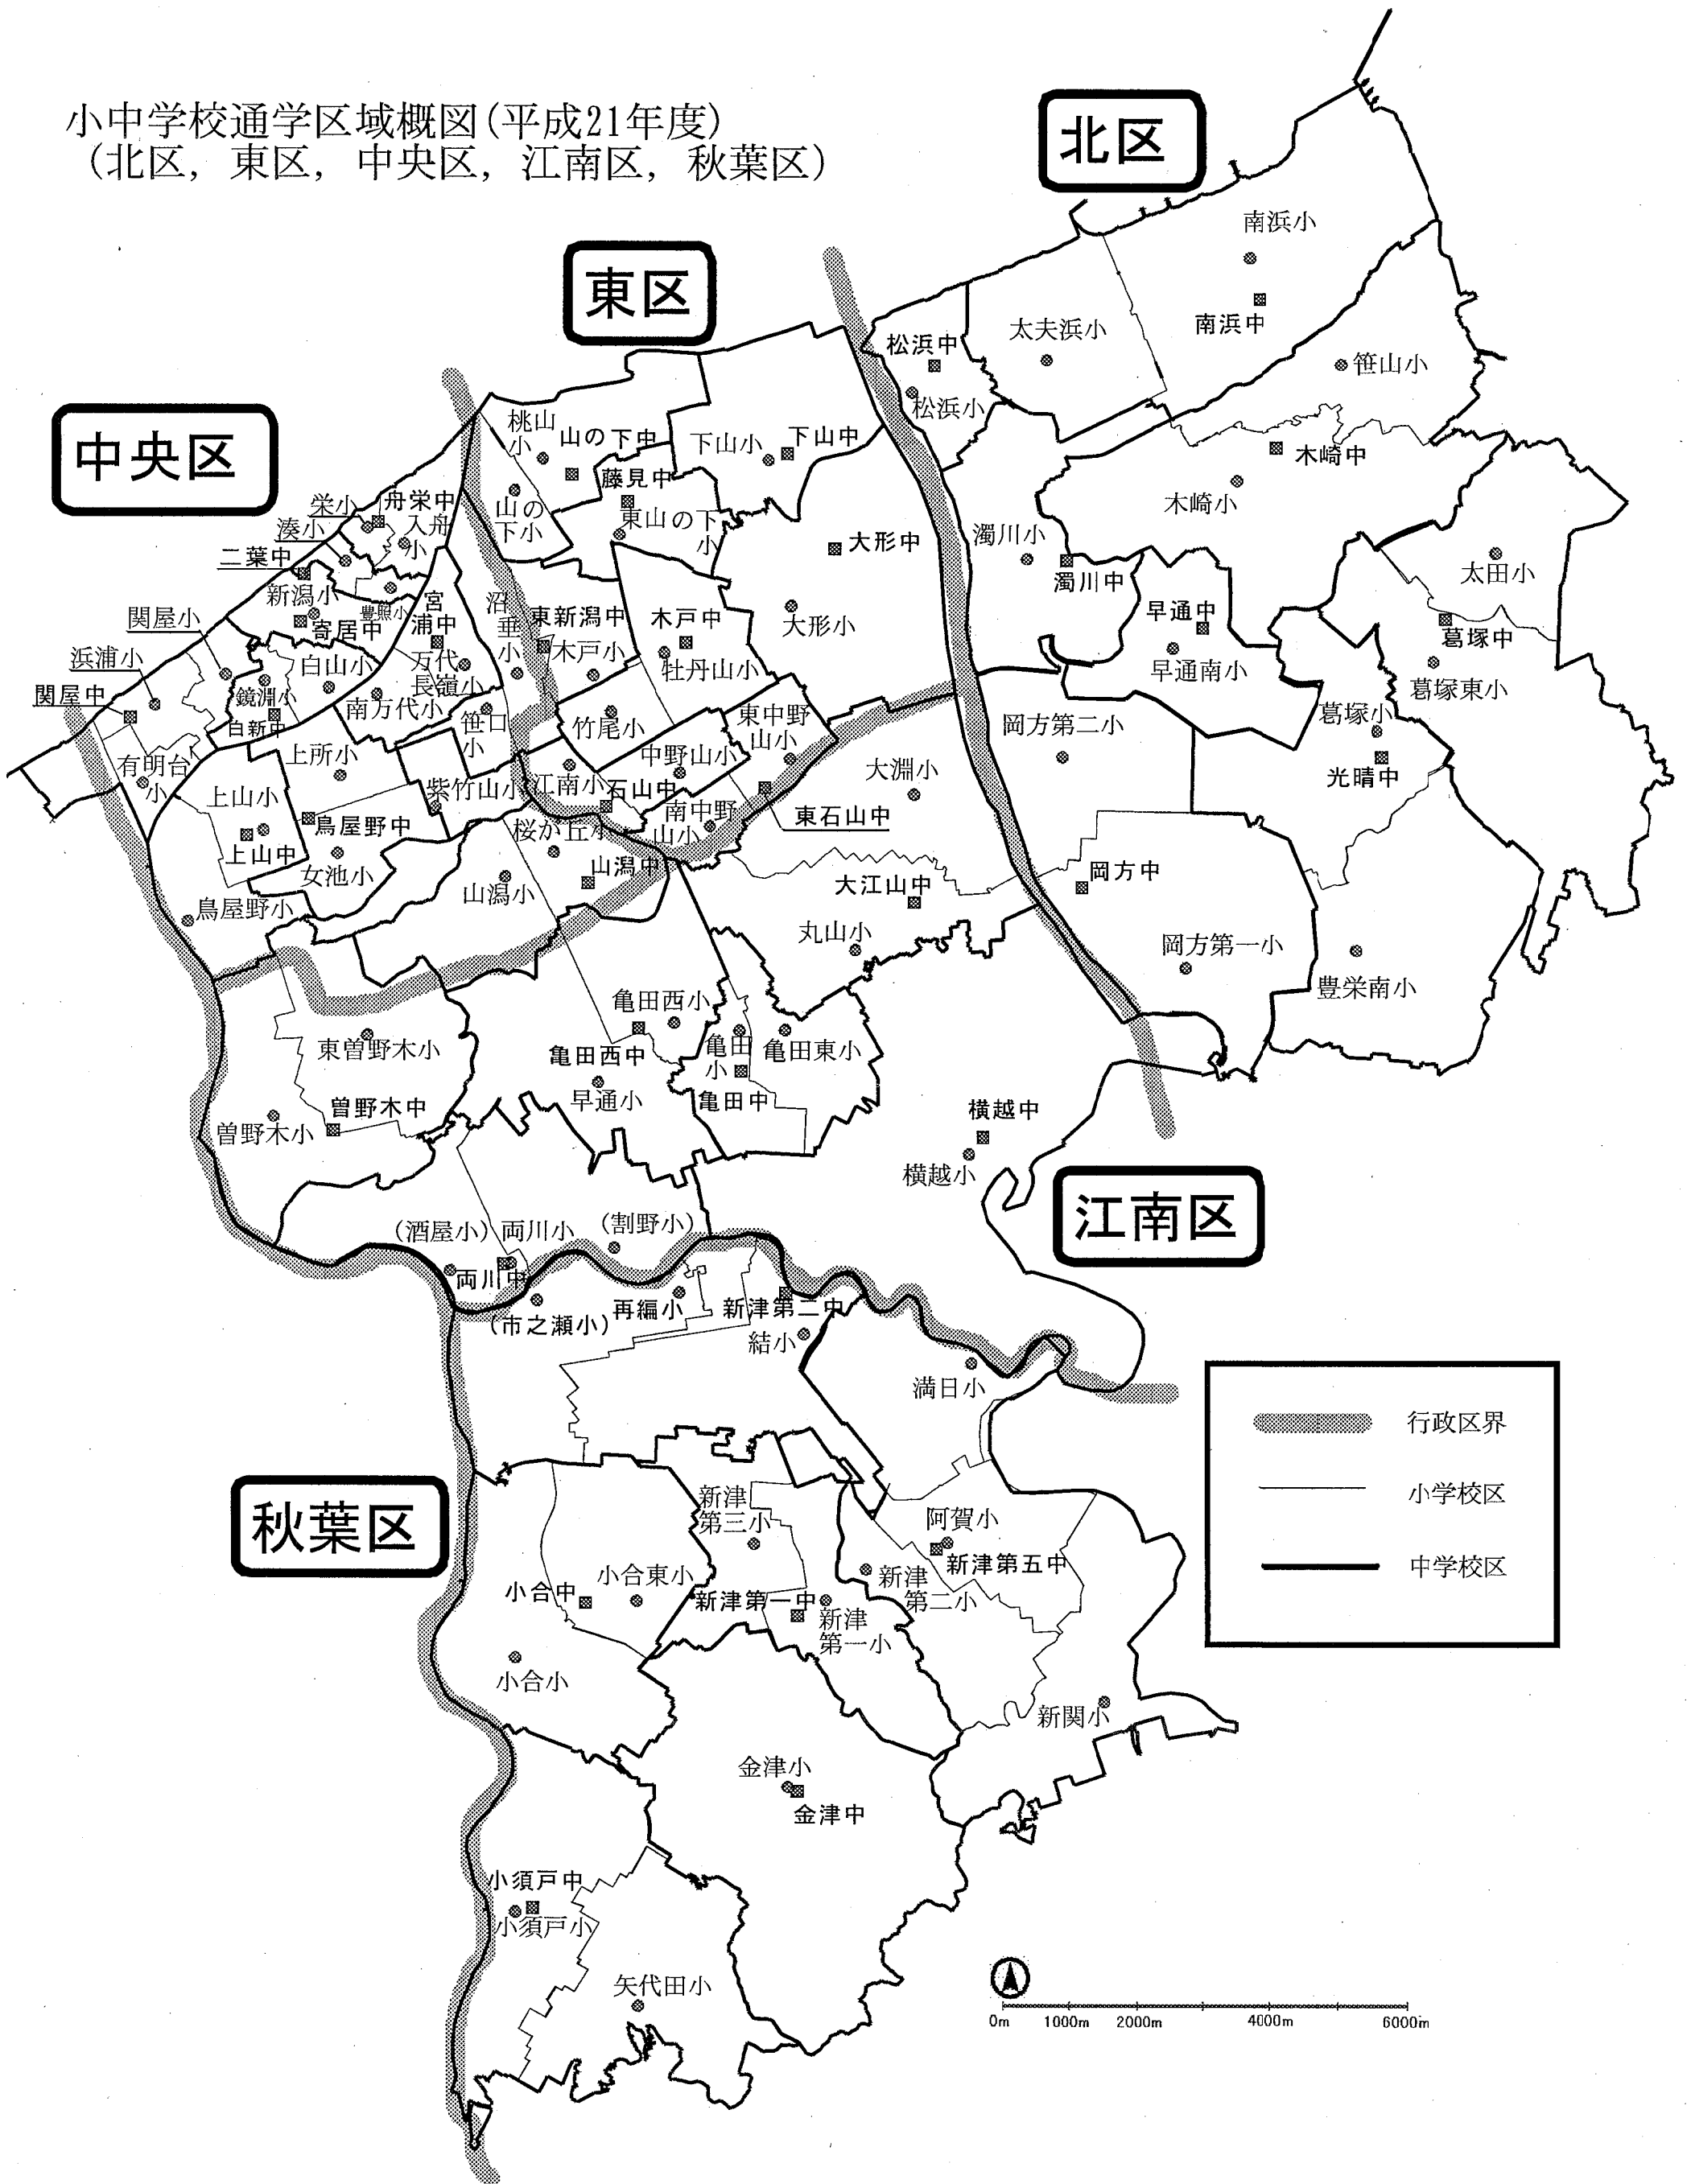 小中学校通学区域概図(平成21年度)
(北区，東区，中央区，江南区，秋葉区)
北区
東区
中央区
南浜小
南浜中
太夫浜小
松浜中
松浜小
笹山小
木崎中
木崎小
桃山
小
山の下中
下山小
下山中
藤見中
山の
下小
東山の下
小
大形中
大形小
濁川小
濁川中
早通中
早通南小
太田小
葛塚中
葛塚東小
葛塚小
光晴中
栄小
舟栄中
湊小
入舟
小
二葉中
新潟小
豊照小
寄居中
関屋小
浜浦小
関屋中
白山小
鏡淵小
白新中
宮
浦中
沼
垂
小
東新潟中
木戸小
木戸中
牡丹山小
万代
長嶺小
南万代小
笹口
小
竹尾小
東中野
山小
中野山小
有明台
小
上所小
上山小
上山中
鳥屋野中
紫竹山小
江南小
石山中
南中野
山小
東石山中
女池小
桜が丘小
山潟中
山潟小
鳥屋野小
大淵小
岡方第二小
大江山中
岡方中
丸山小
岡方第一小
豊栄南小
東曽野木小
曽野木中
曽野木小
亀田西小
亀田西中
早通小
亀田
小
亀田東小
亀田中
横越中
横越小
江南区
(酒屋小)
両川小
(割野小)
両川中
(市之瀬小)
再編小
新津第二中
結小
満日小
行政区界
小学校区
中学校区
秋葉区
新津
第三小
阿賀小
新津第五中
新津
第二小
小合中
小合東小
新津第一中
新津
第一小
小合小
新関小
金津小
金津中
小須戸中
小須戸小
矢代田小
0m 1000m 2000m 4000m 6000m